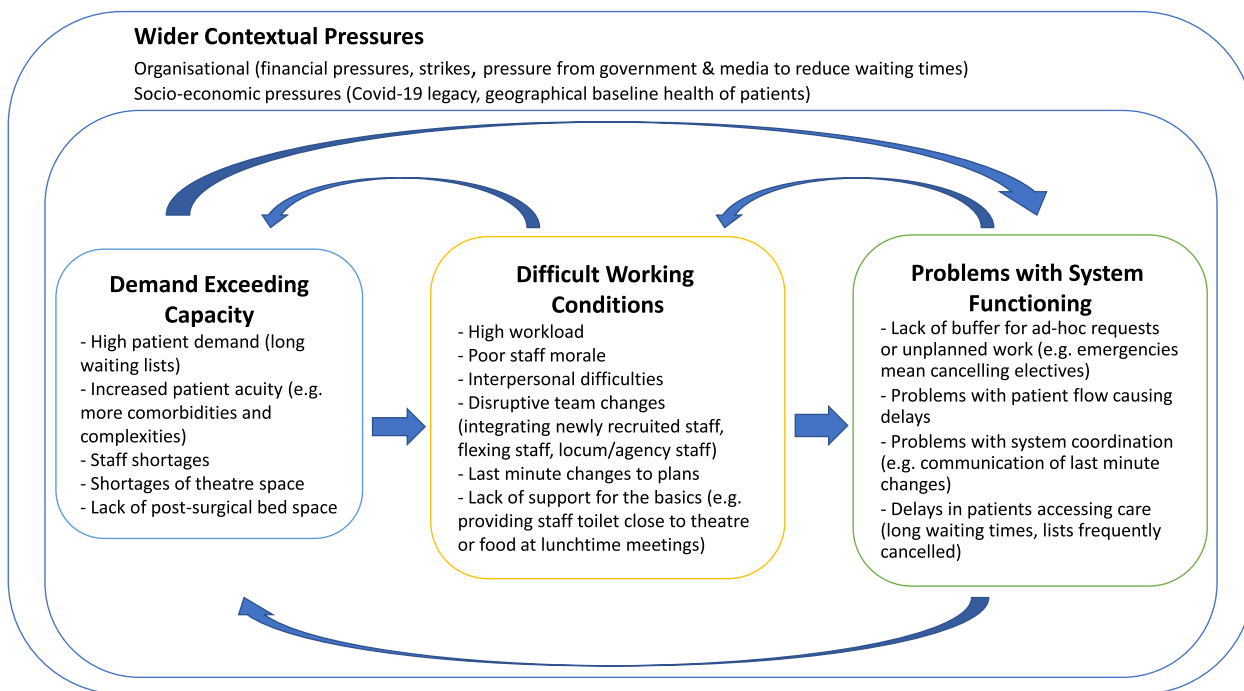 Wider Contextual Pressures
Organisational (financial pressures, strikes, pressure from government & media to reduce waiting times)
Socio-economic pressures (Covid-19 legacy, geographical baseline health of patients)
Demand Exceeding
Capacity
- High patient demand (long
waiting lists)
- Increased patient acuity (e.g.
more comorbidities and
complexities)
- Staff shortages
- Shortages of theatre space
- Lack of post-surgical bed space
Difficult Working
Conditions
- High workload
- Poor staff morale
- Interpersonal difficulties
- Disruptive team changes
(integrating newly recruited staff,
flexing staff, locum/agency staff)
- Last minute changes to plans
- Lack of support for the basics (e.g.
providing staff toilet close to theatre
or food at lunchtime meetings)
Problems with System
Functioning
- Lack of buffer for ad-hoc requests
or unplanned work (e.g. emergencies
mean cancelling electives)
- Problems with patient flow causing
delays
- Problems with system coordination
(e.g. communication of last minute
changes)
- Delays in patients accessing care
(long waiting times, lists frequently
cancelled)